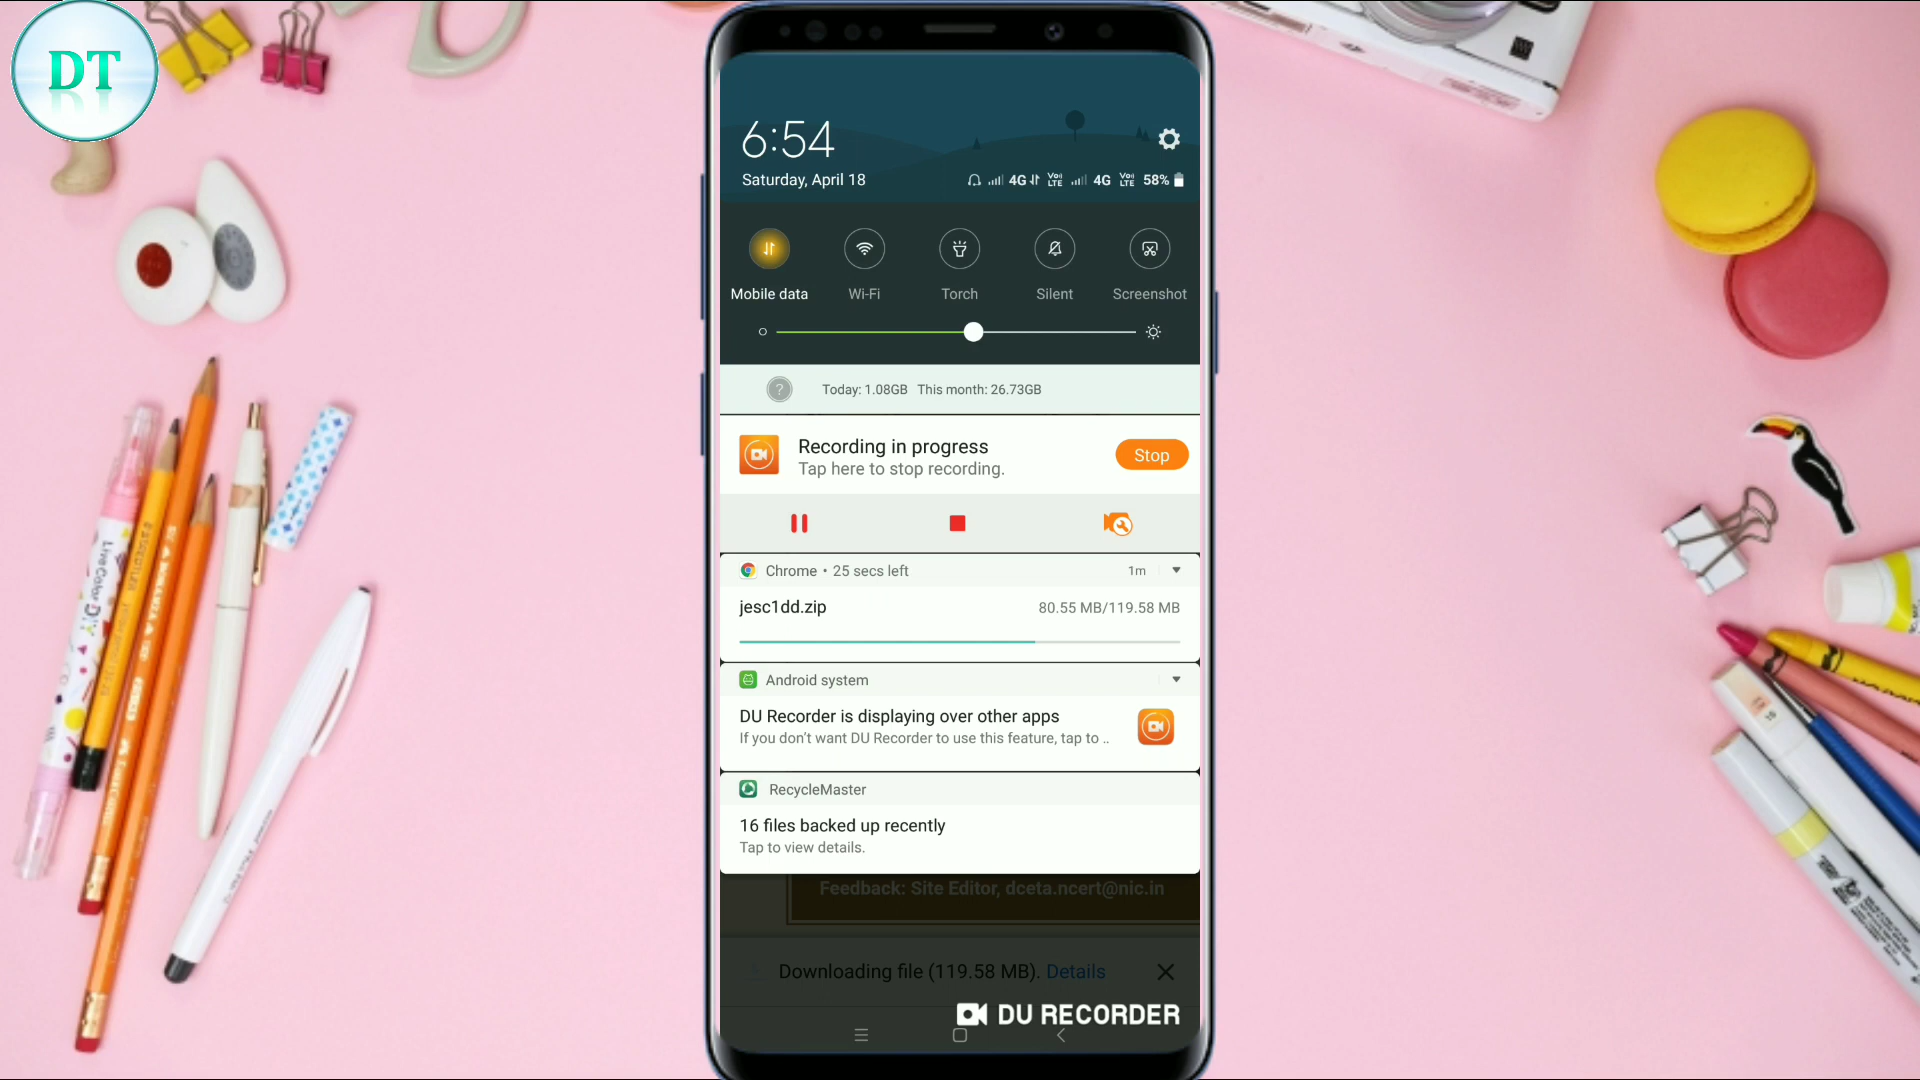 DT
6:54
Saturday, April 18
4G VoLTE 4G VoLTE 58%
Mobile data Wi-Fi Torch Silent Screenshot
? Today: 1.08GB This month: 26.73GB
Recording in progress
Tap here to stop recording.
Stop
Chrome • 25 secs left 1m
jesc1dd.zip 80.55 MB/119.58 MB
Android system
DU Recorder is displaying over other apps
If you don't want DU Recorder to use this feature, tap to ..
RecycleMaster
16 files backed up recently
Tap to view details.
Feedback: Site Editor, dceta.ncert@nic.in
Downloading file (119.58 MB). Details
DU RECORDER